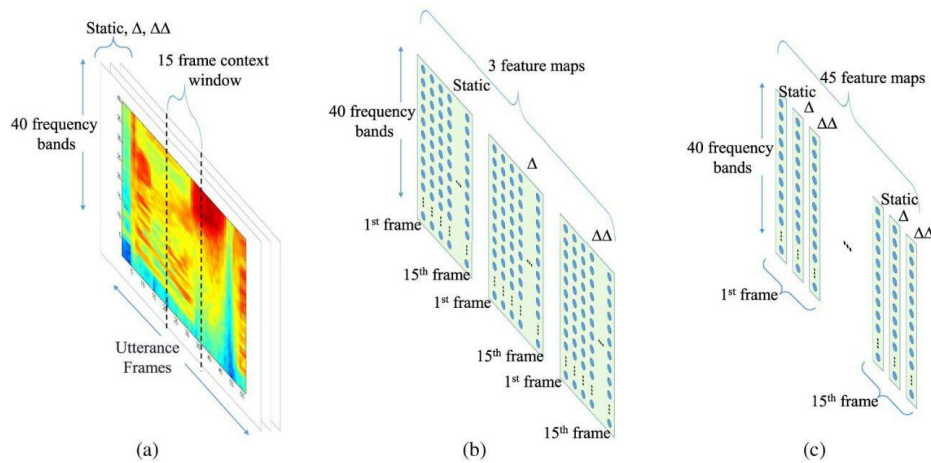 Static, Δ, ΔΔ
15 frame context
window
40 frequency
bands
Utterance
Frames
(a)
3 feature maps
Static
40 frequency
bands
Δ
ΔΔ
1st frame
15th frame
1st frame
15th frame
1st frame
15th frame
(b)
45 feature maps
Static
Δ
ΔΔ
40 frequency
bands
Static
Δ
ΔΔ
1st frame
15th frame
(c)